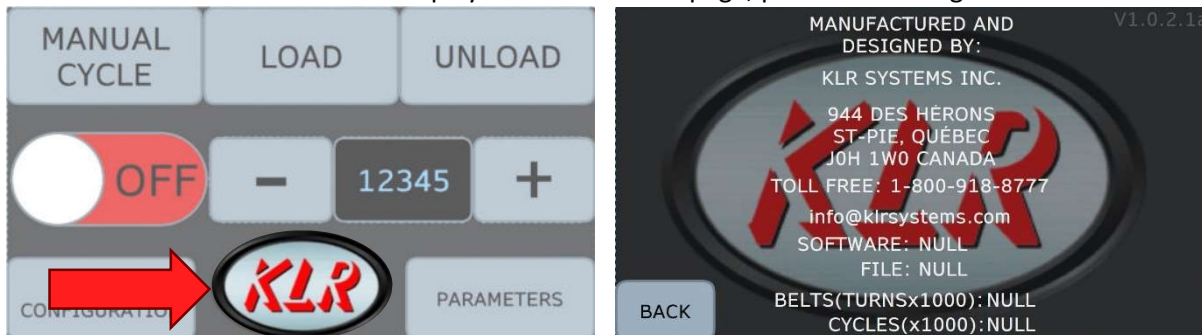 MANUAL
CYCLE
LOAD
UNLOAD
OFF
-
12345
+
KLR
PARAMETERS
V1.0.2.1a
MANUFACTURED AND
DESIGNED BY:
KLR SYSTEMS INC.
944 DES HÉRONS
ST-PIE, QUÉBEC
J0H 1W0 CANADA
TOLL FREE: 1-800-918-8777
info@klrsystems.com
SOFTWARE: NULL
FILE: NULL
BACK
BELTS(TURNSx1000):NULL
CYCLES(x1000):NULL